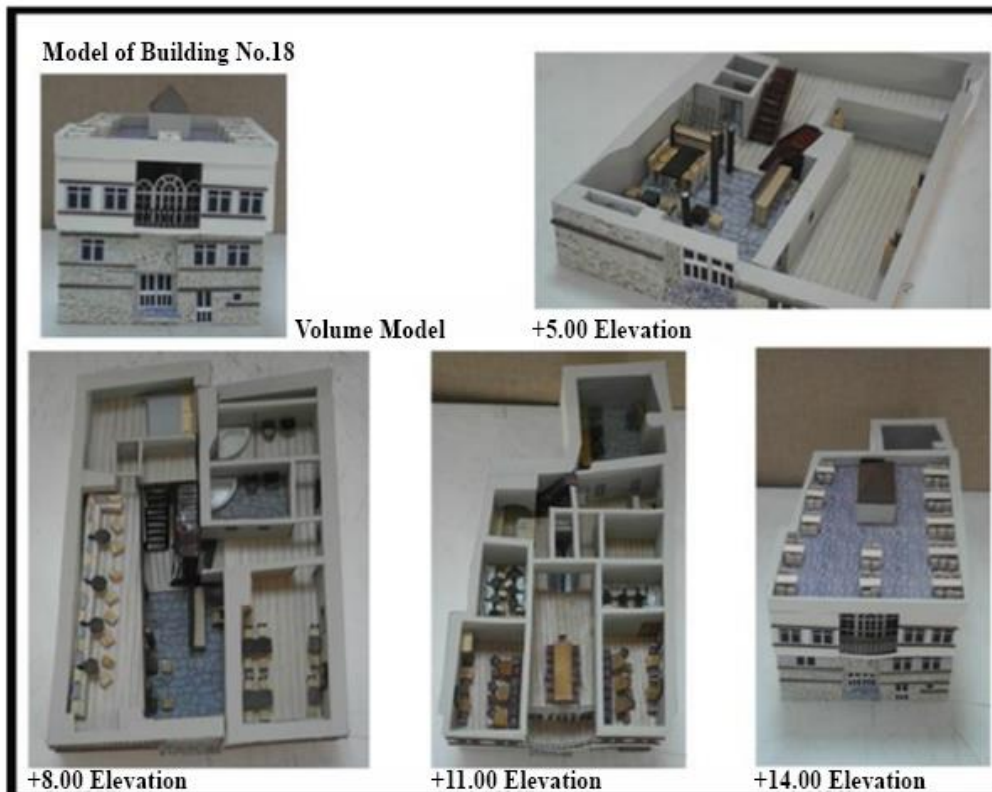 Model of Building No.18
Volume Model
+5.00 Elevation
+8.00 Elevation
+11.00 Elevation
+14.00 Elevation